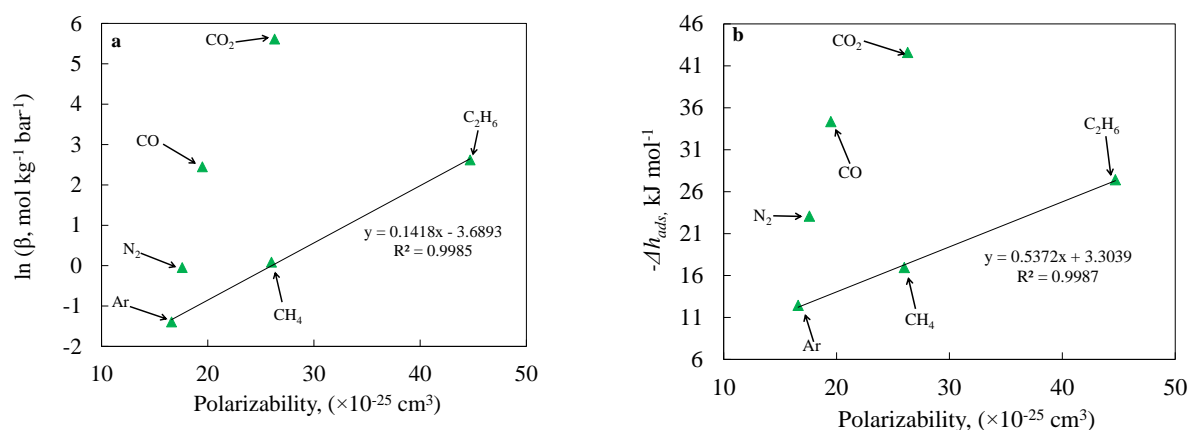 a
6
5
4
3
2
1
0
-1
-2
ln (β, mol kg⁻¹ bar⁻¹)
CO₂
C₂H₆
CO
N₂
Ar
CH₄
y = 0.1418x - 3.6893
R² = 0.9985
10 20 30 40 50
Polarizability, (×10⁻²⁵ cm³)
b
46
41
36
31
26
21
16
11
6
-Δh_ads, kJ mol⁻¹
CO₂
C₂H₆
CO
N₂
y = 0.5372x + 3.3039
R² = 0.9987
CH₄
Ar
10 20 30 40 50
Polarizability, (×10⁻²⁵ cm³)